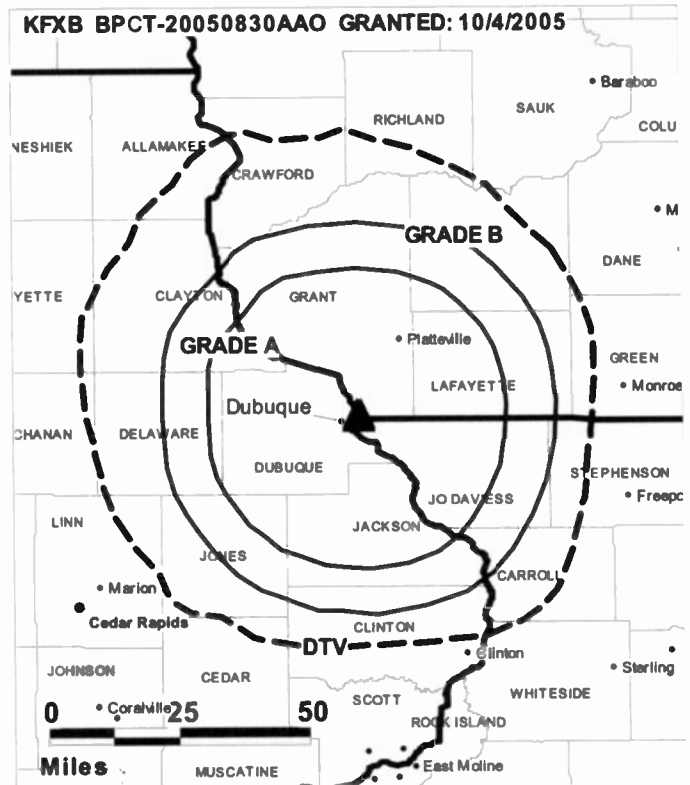 KFXB BPCT-20050830AAO GRANTED: 10/4/2005
Baraboo
SAUK
RICHLAND
COLU
NESHIEK
ALLAMAKEE
CRAWFORD
M
GRADE B
DANE
YETTE
CLAYTON
GRANT
GRADE A
Platteville
GREEN
LAFAYETTE
Monroe
Dubuque
CHANAN
DELAWARE
DUBUQUE
STEPHENSON
JO DAVIESS
Freepo
LINN
JACKSON
JONES
CARROLL
Marion
Cedar Rapids
CLINTON
DTV
Clinton
JOHNSON
CEDAR
Sterling
SCOTT
WHITESIDE
Coralville
0 25 50
ROCK ISLAND
Miles
MUSCATINE
East Moline